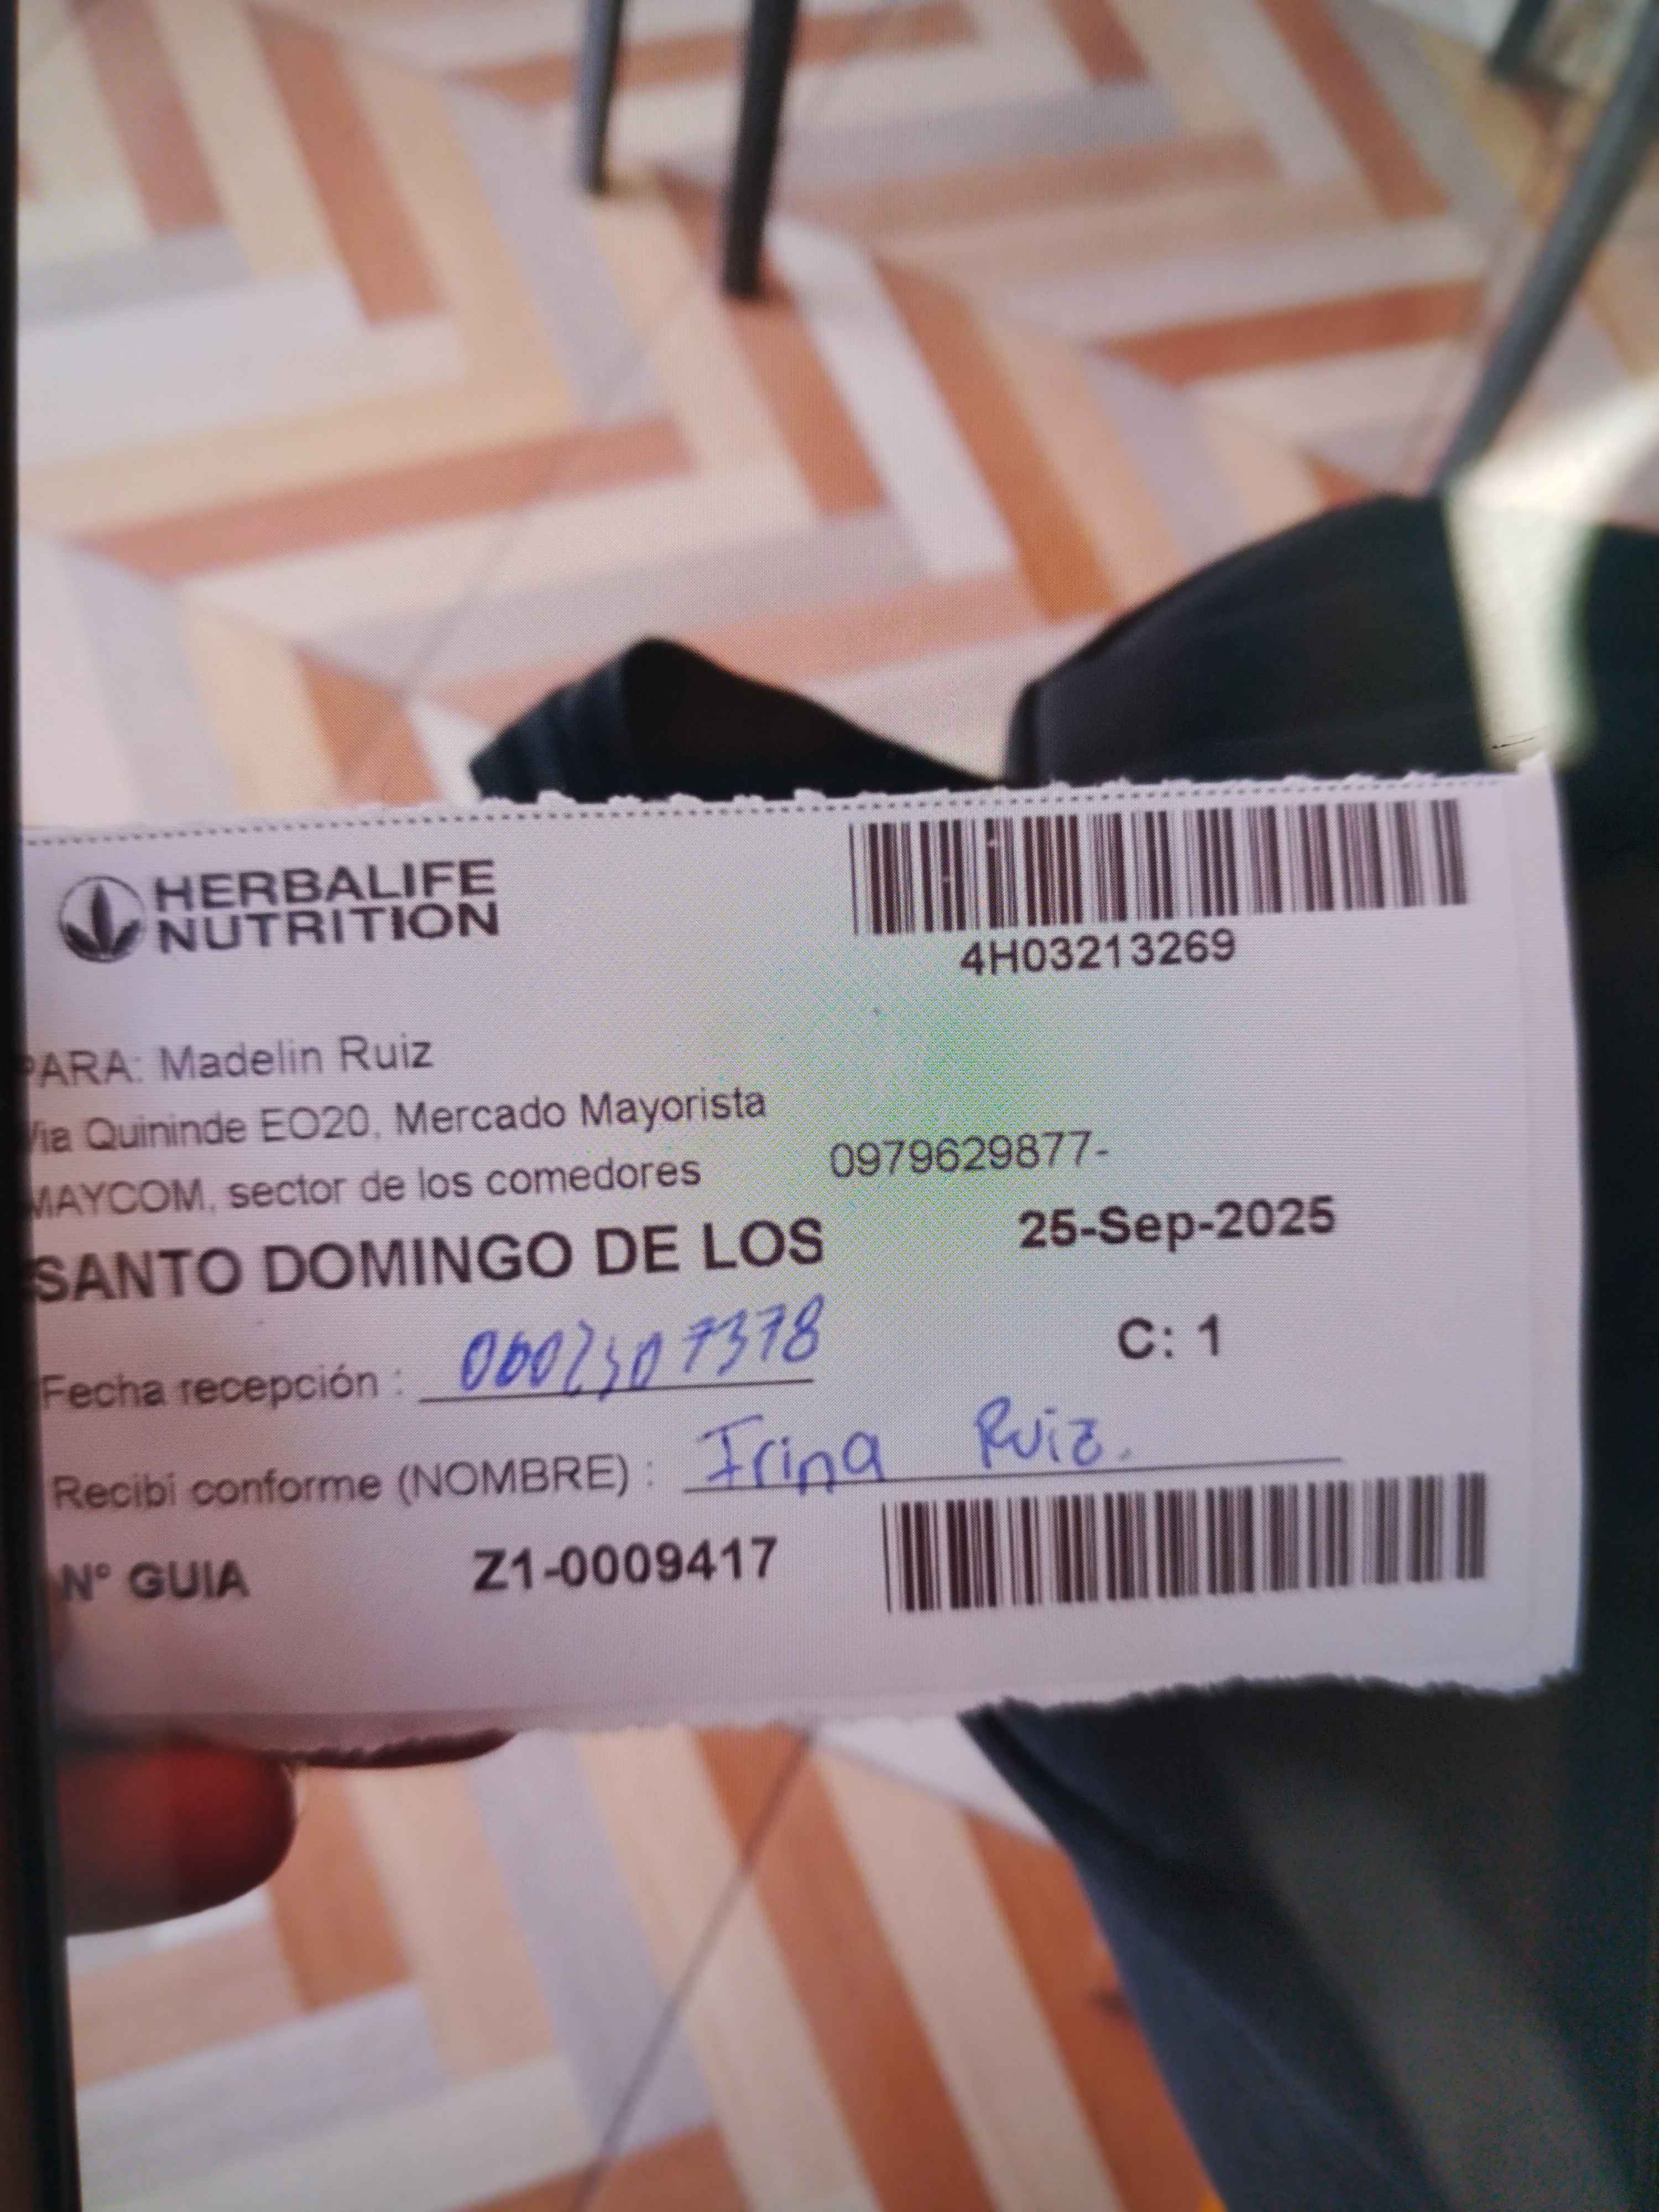 HERBALIFE
NUTRITION
4H03213269
PARA: Madelin Ruiz
Via Quininde EO20, Mercado Mayorista
MAYCOM, sector de los comedores
0979629877-
SANTO DOMINGO DE LOS
25-Sep-2025
Fecha recepción :
C: 1
Recibi conforme (NOMBRE) : Irina Ruiz.
N° GUIA Z1-0009417